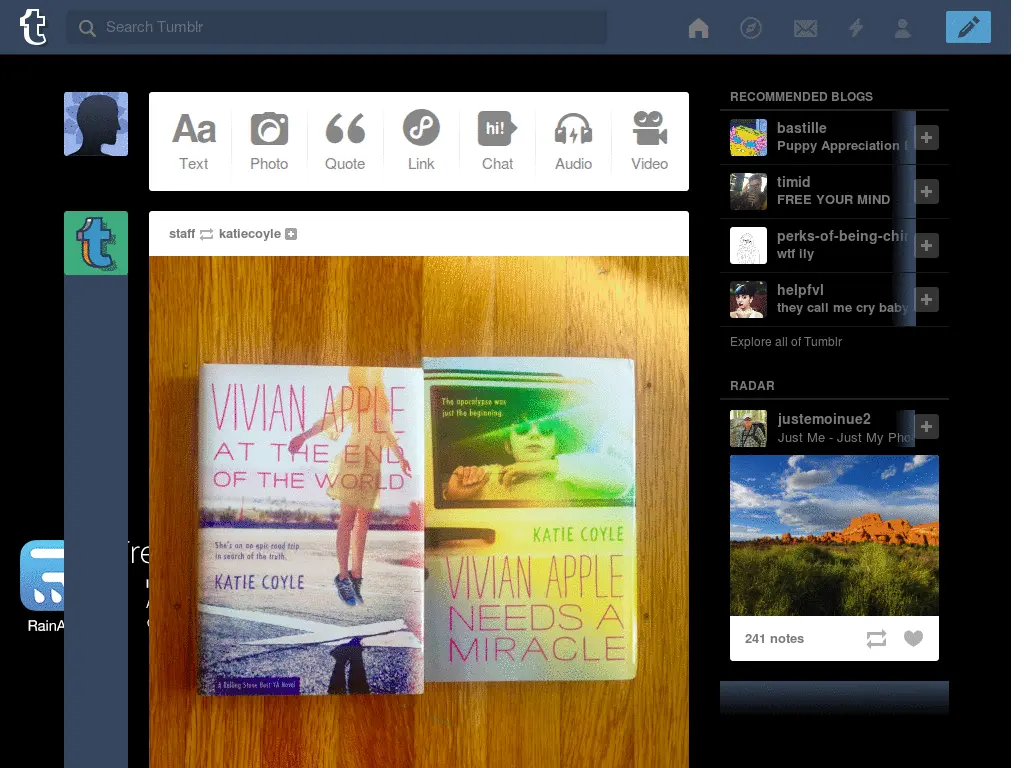 Search Tumblr
Aa
hi!
Text
Photo
Quote
Link
Chat
Audio
Video
staff katiecoyle
VIVIAN APPLE
AT THE END
OF THE WORLD
She's on an epic road trip
in search of the truth.
KATIE COYLE
A Rolling Stone Best YA Novel
The apocalypse was
just the beginning.
KATIE COYLE
VIVIAN APPLE
NEEDS A
MIRACLE
RainA
RECOMMENDED BLOGS
bastille
Puppy Appreciation
timid
FREE YOUR MIND
perks-of-being-chi
wtf ily
helpfvl
they call me cry baby
Explore all of Tumblr
RADAR
justemoinue2
Just Me - Just My Pho
241 notes